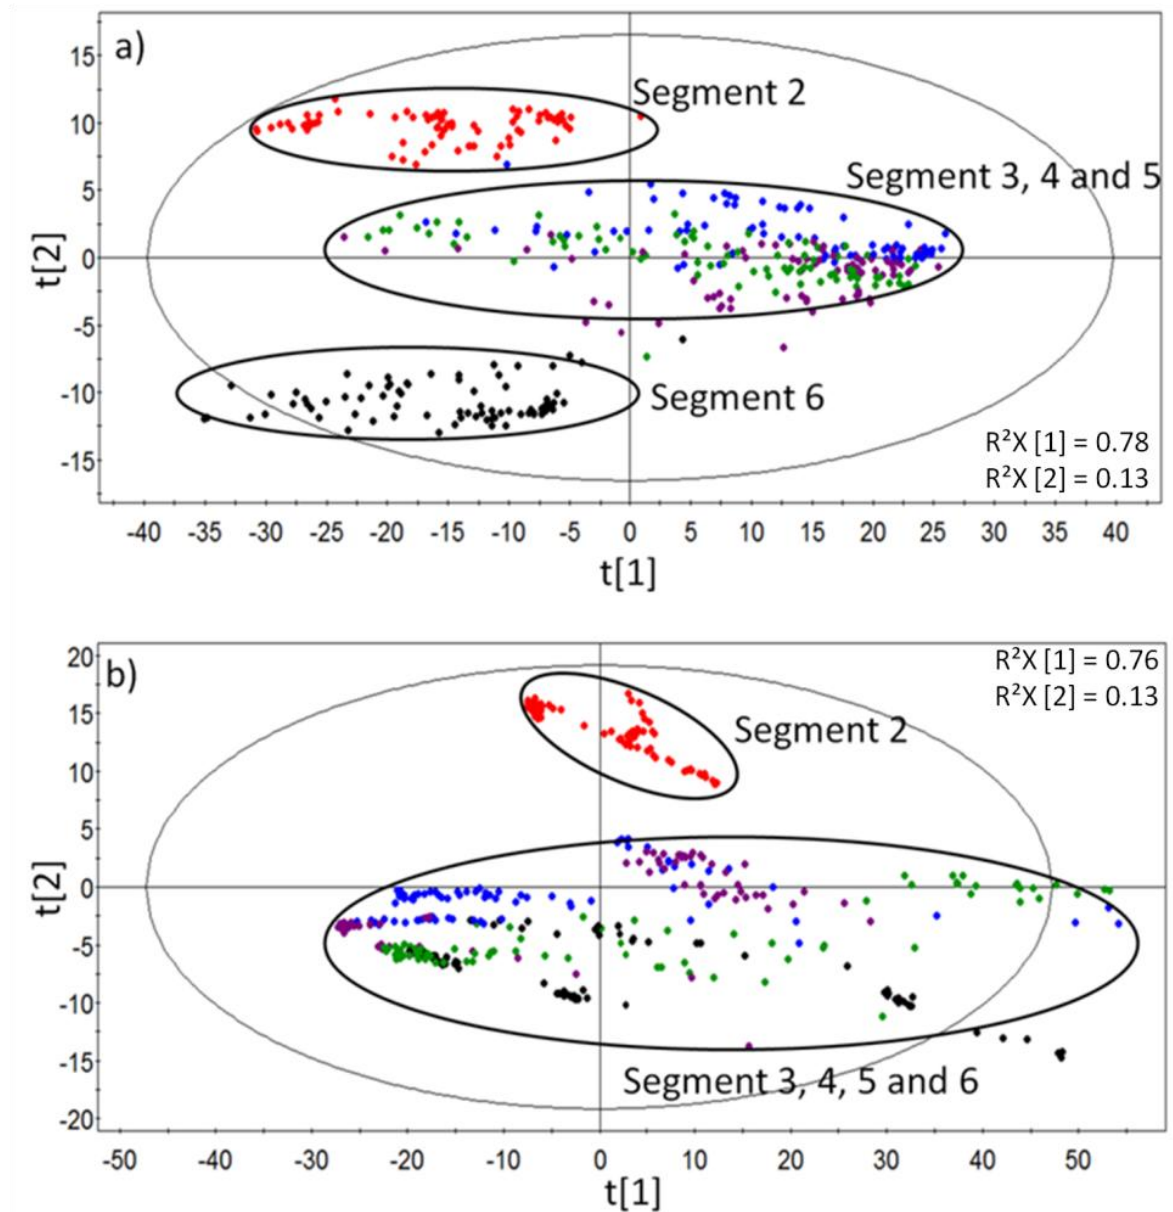 a)
Segment 2
Segment 3, 4 and 5
Segment 6
R²X [1] = 0.78
R²X [2] = 0.13
15
10
5
0
-5
-10
-15
t[2]
-40 -35 -30 -25 -20 -15 -10 -5 0 5 10 15 20 25 30 35 40
t[1]
b)
R²X [1] = 0.76
R²X [2] = 0.13
Segment 2
Segment 3, 4, 5 and 6
20
15
10
5
0
-5
-10
-15
-20
t[2]
-50 -40 -30 -20 -10 0 10 20 30 40 50
t[1]